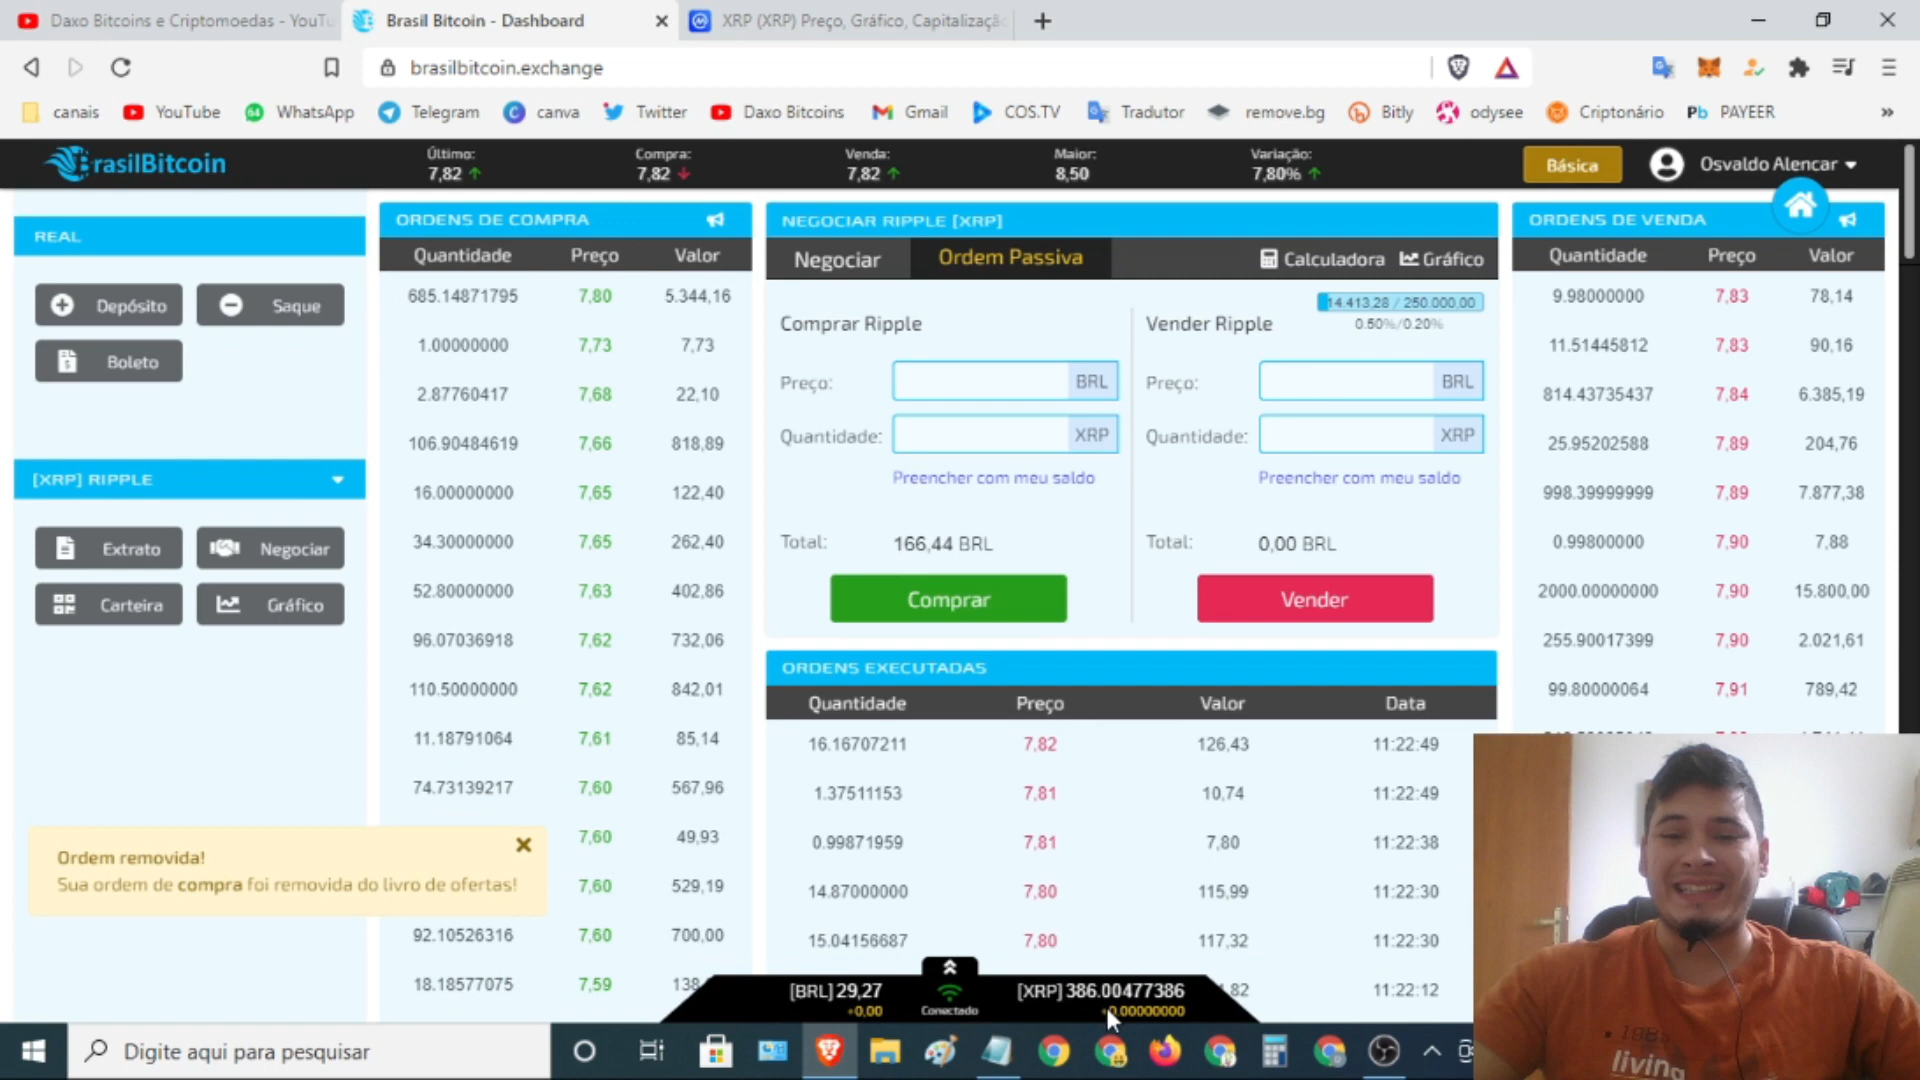 Daxo Bitcoins e Criptomoedas - YouTu
Brasil Bitcoin - Dashboard
XRP (XRP) Preço, Gráfico, Capitalizaçã
brasilbitcoin.exchange
canais
YouTube
WhatsApp
Telegram
canva
Twitter
Daxo Bitcoins
Gmail
COS.TV
Tradutor
remove.bg
Bitly
odysee
Criptonário
Pb PAYEER
BrasilBitcoin
Último:
7,82
Compra:
7,82
Venda:
7,82
Maior:
8,50
Variação:
7,80%
Básica
Osvaldo Alencar
REAL
Depósito
Saque
Boleto
[XRP] RIPPLE
Extrato
Negociar
Carteira
Gráfico
Ordem removida!
Sua ordem de compra foi removida do livro de ofertas!
ORDENS DE COMPRA
Quantidade Preço Valor
685.14871795 7,80 5.344,16
1.00000000 7,73 7,73
2.87760417 7,68 22,10
106.90484619 7,66 818,89
16.00000000 7,65 122,40
34.30000000 7,65 262,40
52.80000000 7,63 402,86
96.07036918 7,62 732,06
110.50000000 7,62 842,01
11.18791064 7,61 85,14
74.73139217 7,60 567,96
7,60 49,93
7,60 529,19
92.10526316 7,60 700,00
18.18577075 7,59 138
NEGOCIAR RIPPLE [XRP]
Negociar
Ordem Passiva
Calculadora
Gráfico
14.413,28 / 250.000,00
0.50%/0.20%
Comprar Ripple
Preço: BRL
Quantidade: XRP
Preencher com meu saldo
Total: 166,44 BRL
Comprar
Vender Ripple
Preço: BRL
Quantidade: XRP
Preencher com meu saldo
Total: 0,00 BRL
Vender
ORDENS EXECUTADAS
Quantidade Preço Valor Data
16.16707211 7,82 126,43 11:22:49
1.37511153 7,81 10,74 11:22:49
0.99871959 7,81 7,80 11:22:38
14.87000000 7,80 115,99 11:22:30
15.04156687 7,80 117,32 11:22:30
82 11:22:12
ORDENS DE VENDA
Quantidade Preço Valor
9.98000000 7,83 78,14
11.51445812 7,83 90,16
814.43735437 7,84 6.385,19
25.95202588 7,89 204,76
998.39999999 7,89 7.877,38
0.99800000 7,90 7,88
2000.00000000 7,90 15.800,00
255.90017399 7,90 2.021,61
99.80000064 7,91 789,42
[BRL] 29,27
+0,00
Conectado
[XRP] 386.00477386
+0.00000000
Digite aqui para pesquisar
1985
living